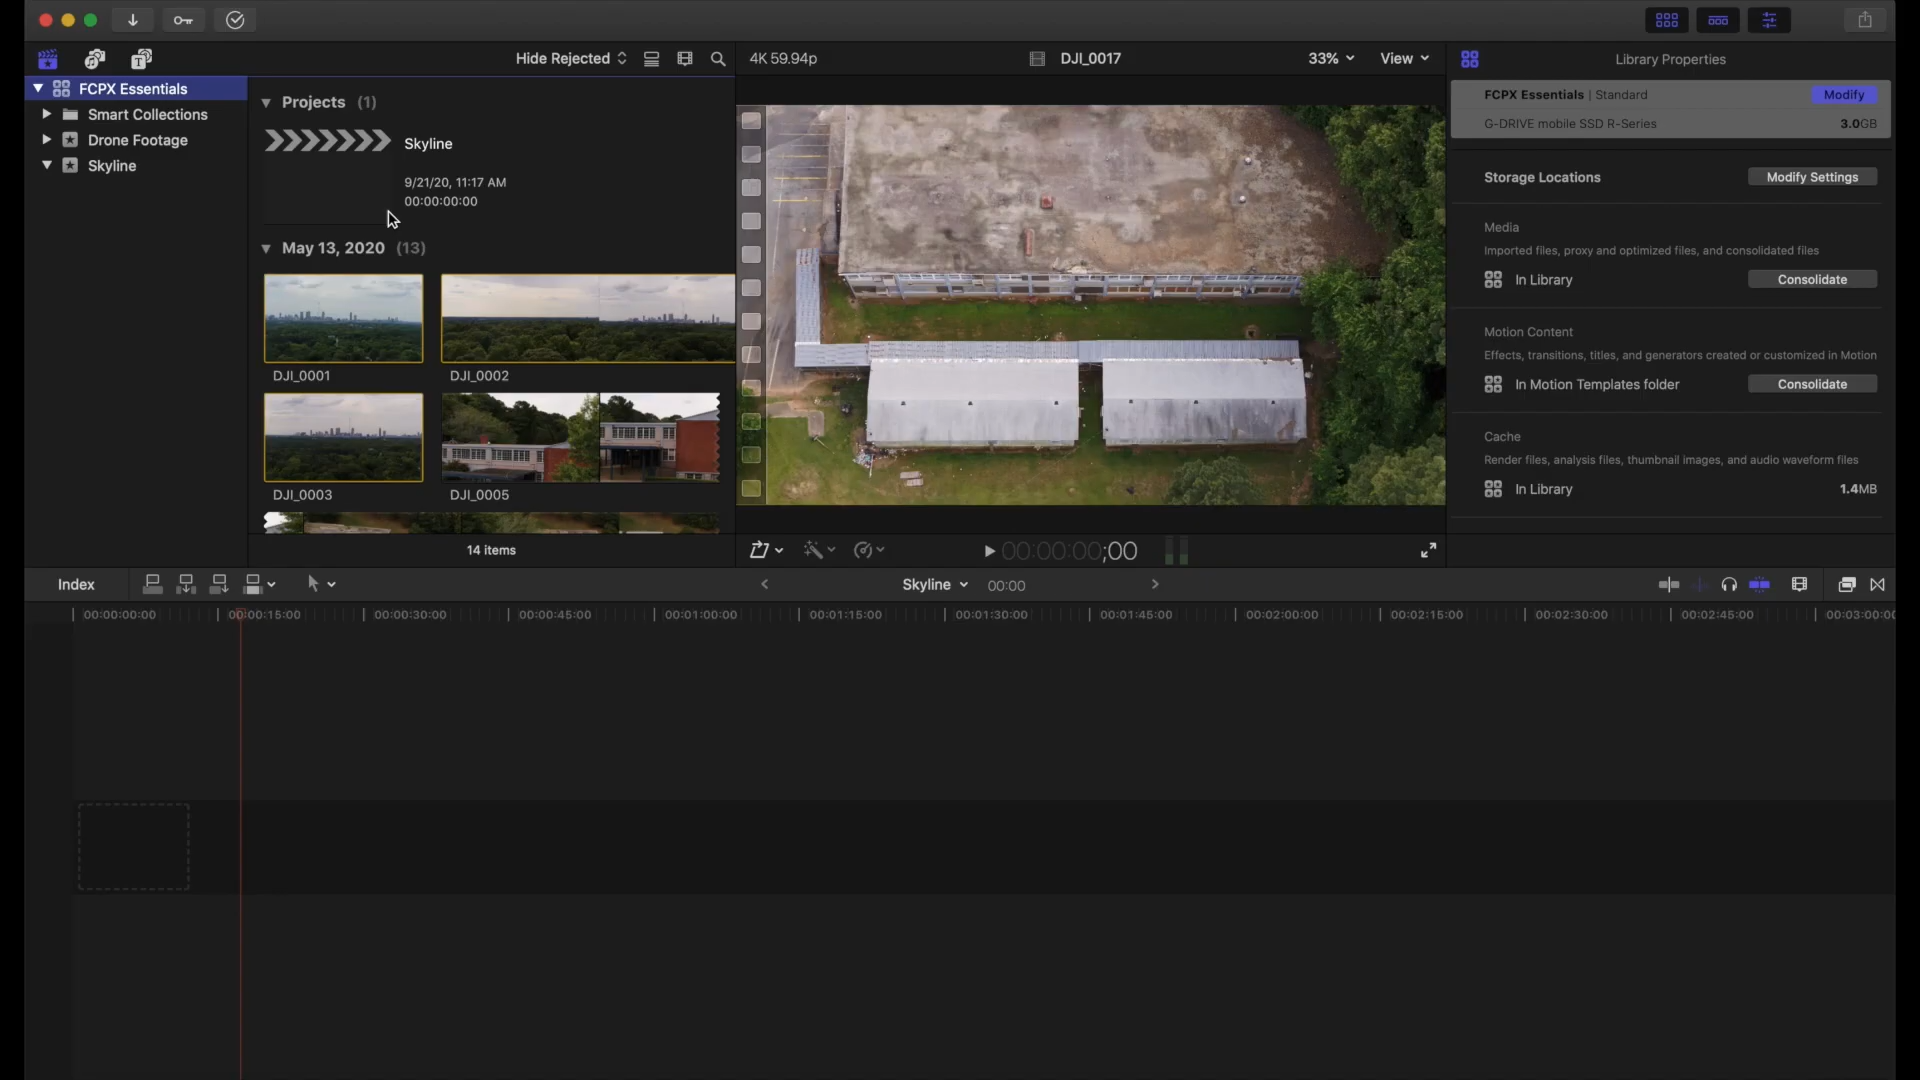 Hide Rejected
4K 59.94p
DJI_0017
33%
View
Library Properties
FCPX Essentials
Smart Collections
Drone Footage
Skyline
Projects (1)
Skyline
9/21/20, 11:17 AM
00:00:00:00
May 13, 2020 (13)
DJI_0001
DJI_0002
DJI_0003
DJI_0005
14 items
00:00:00;00
FCPX Essentials | Standard
Modify
G-DRIVE mobile SSD R-Series
3.0GB
Storage Locations
Modify Settings
Media
Imported files, proxy and optimized files, and consolidated files
In Library
Consolidate
Motion Content
Effects, transitions, titles, and generators created or customized in Motion
In Motion Templates folder
Consolidate
Cache
Render files, analysis files, thumbnail images, and audio waveform files
In Library
1.4MB
Index
Skyline
00:00
00:00:00:00
00:00:15:00
00:00:30:00
00:00:45:00
00:01:00:00
00:01:15:00
00:01:30:00
00:01:45:00
00:02:00:00
00:02:15:00
00:02:30:00
00:02:45:00
00:03:00:00